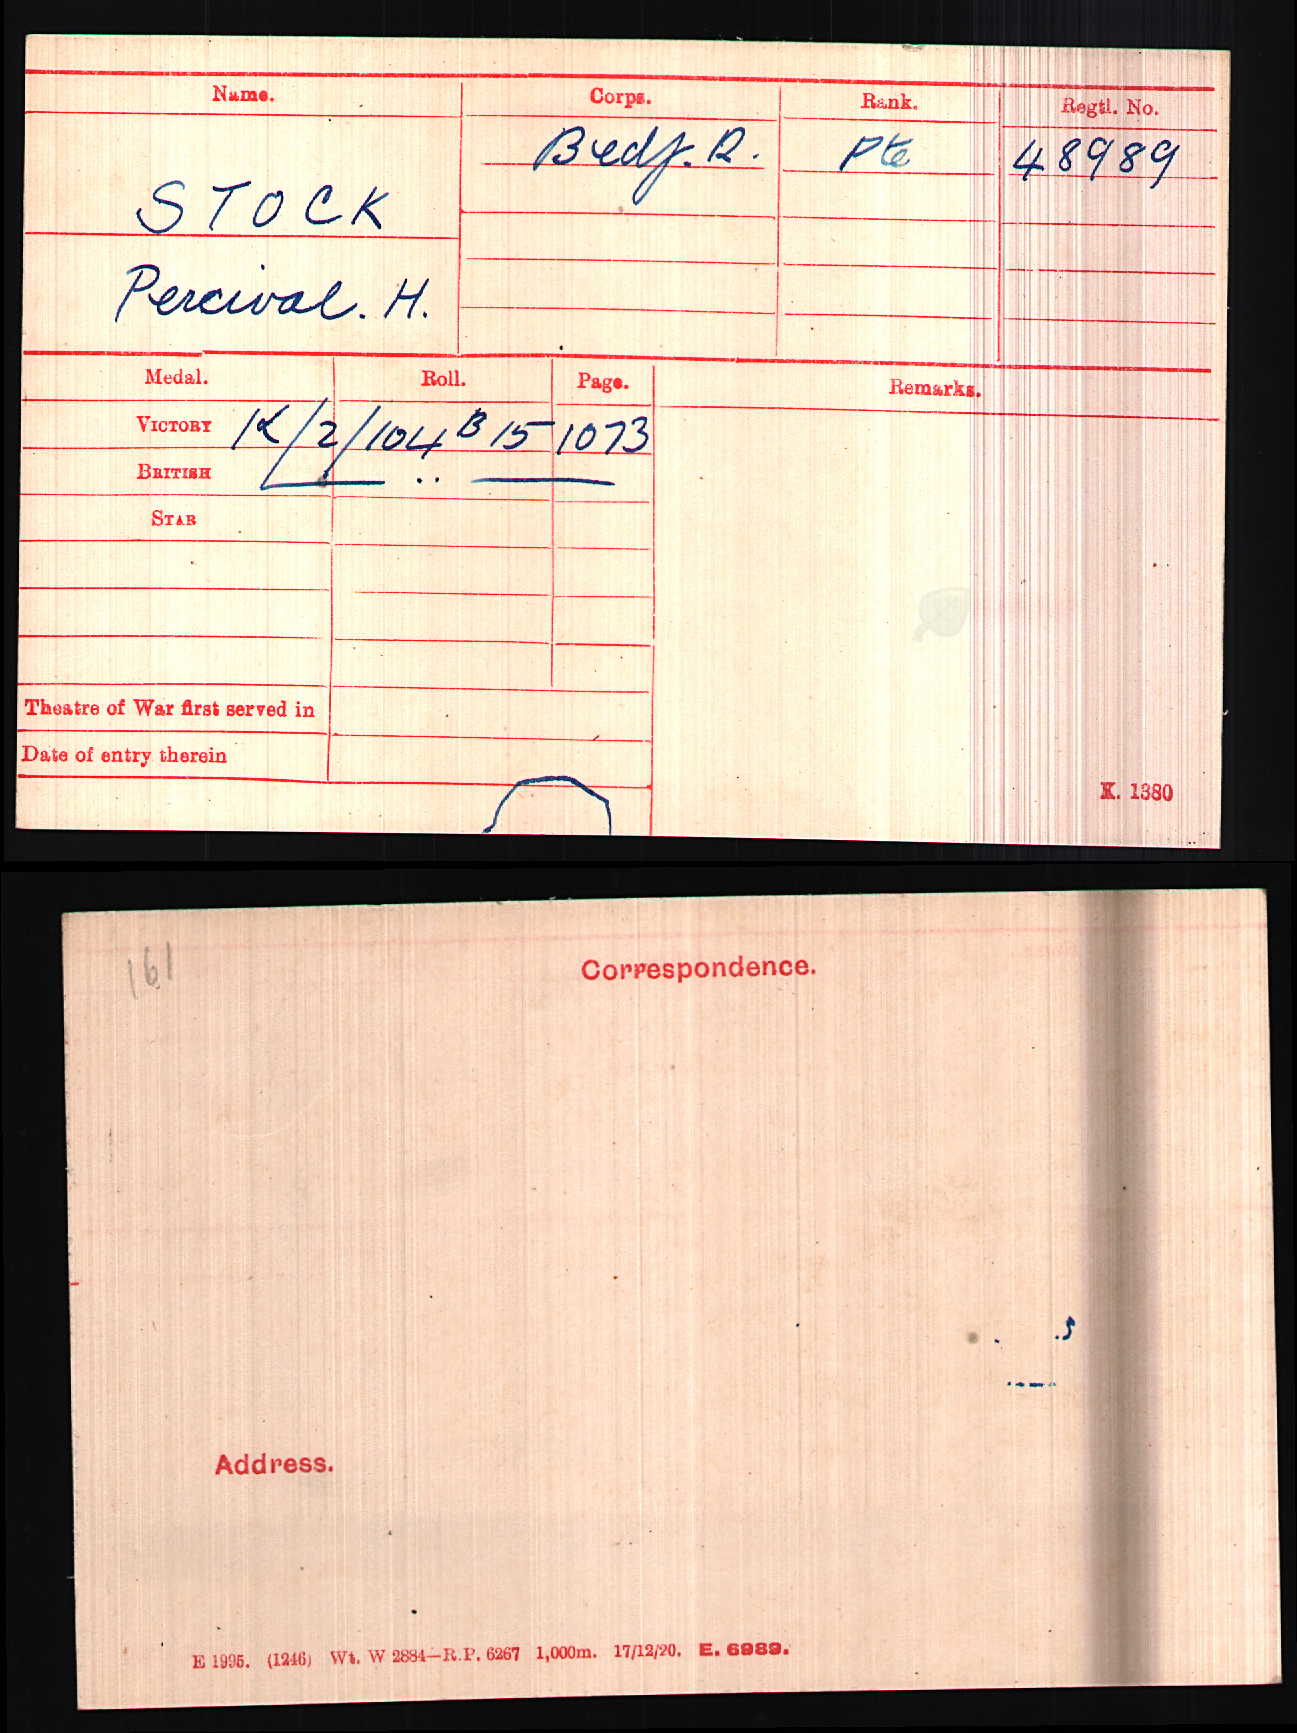 Name. Corps. Rank. Regtl. No.
Bedf. R. Pte 48989
STOCK
Percival. H.
Medal. Roll. Page. Remarks.
VICTORY K/2/104 B 15 1073
BRITISH ..
STAR
Theatre of War first served in
Date of entry therein
K. 1380
161
Correspondence.
Address.
E 1995. (1246) Wt. W 2884—R.P. 6267 1,000m. 17/12/20. E. 6989.